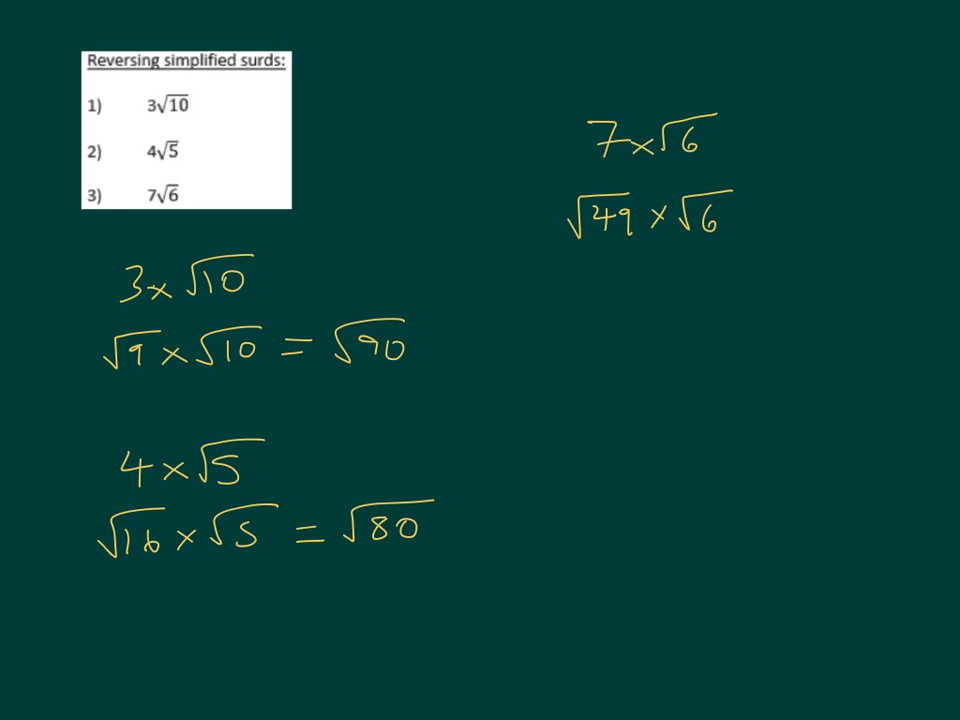 Reversing simplified surds:
1) 3√10
2) 4√5
3) 7√6
3 × √10
√9 × √10 = √90
4 × √5
√16 × √5 = √80
7 × √6
√49 × √6